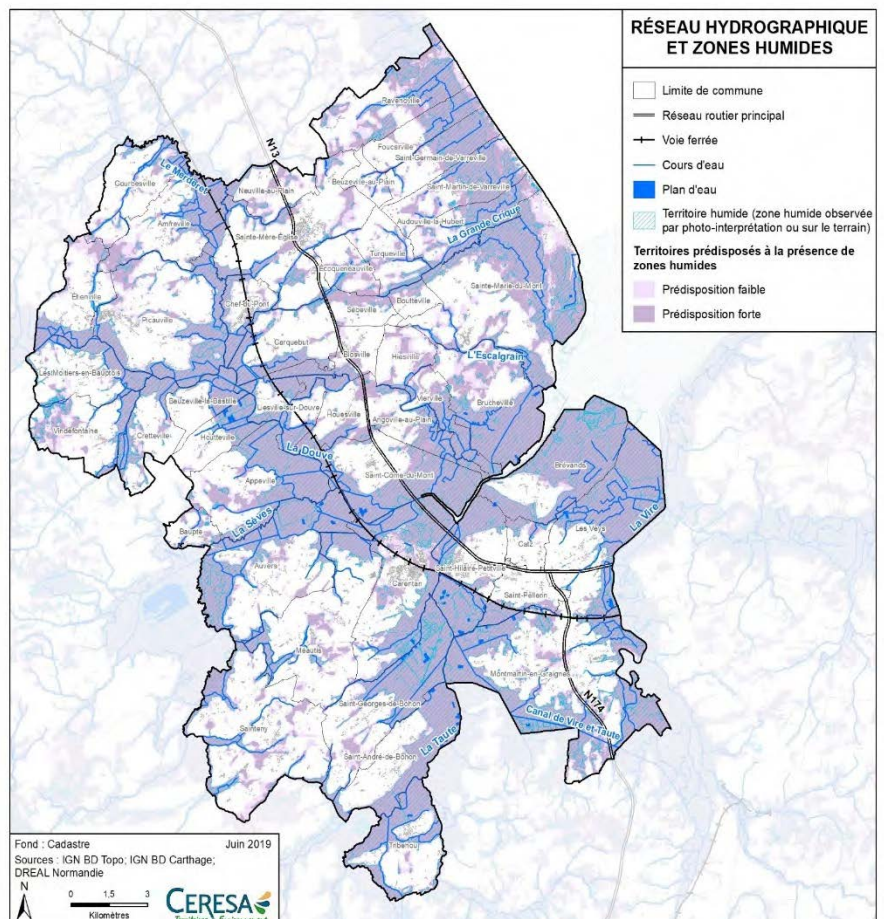 RÉSEAU HYDROGRAPHIQUE
ET ZONES HUMIDES
Limite de commune
Réseau routier principal
Voie ferrée
Cours d'eau
Plan d'eau
Territoire humide (zone humide observée
par photo-interprétation ou sur le terrain)
Territoires prédisposés à la présence de
zones humides
Prédisposition faible
Prédisposition forte
Ravenoville
N13
Foucarville
Saint-Germain-de-Varreville
Le Merderet
Neuville-au-Plain
Beuzeville-au-Plain
Gourbesville
Saint-Martin-de-Varreville
Amfreville
Sainte-Mère-Église
Audouville-la-Hubert
La Grande Crique
Turqueville
Ecoquenéauville
Sainte-Marie-du-Mont
Etienville
Chef-du-Pont
Sébeville
Boutteville
Picauville
Carquebut
Blosville
Hiesville
L'Escalgrain
Les Moitiers-en-Bauptois
Vierville
Beuzeville-la-Bastille
Liesville-sur-Douve
Houesville
Brucheville
Angoville-au-Plain
Vindefontaine
Cretteville
Houtteville
La Douve
Saint-Côme-du-Mont
Brévands
Appeville
La Sèves
La Vire
Baupte
Les Veys
Catz
Auvers
Saint-Hilaire-Petitville
Carentan
Saint-Pellerin
Méautis
Montmartin-en-Graignes
Saint-Georges-de-Bohon
N174
Canal de Vire et Taute
Sainteny
La Taute
Saint-André-de-Bohon
Tribehou
Fond : Cadastre
Juin 2019
Sources : IGN BD Topo; IGN BD Carthage;
DREAL Normandie
N
0 1,5 3
Kilomètres
CERESA